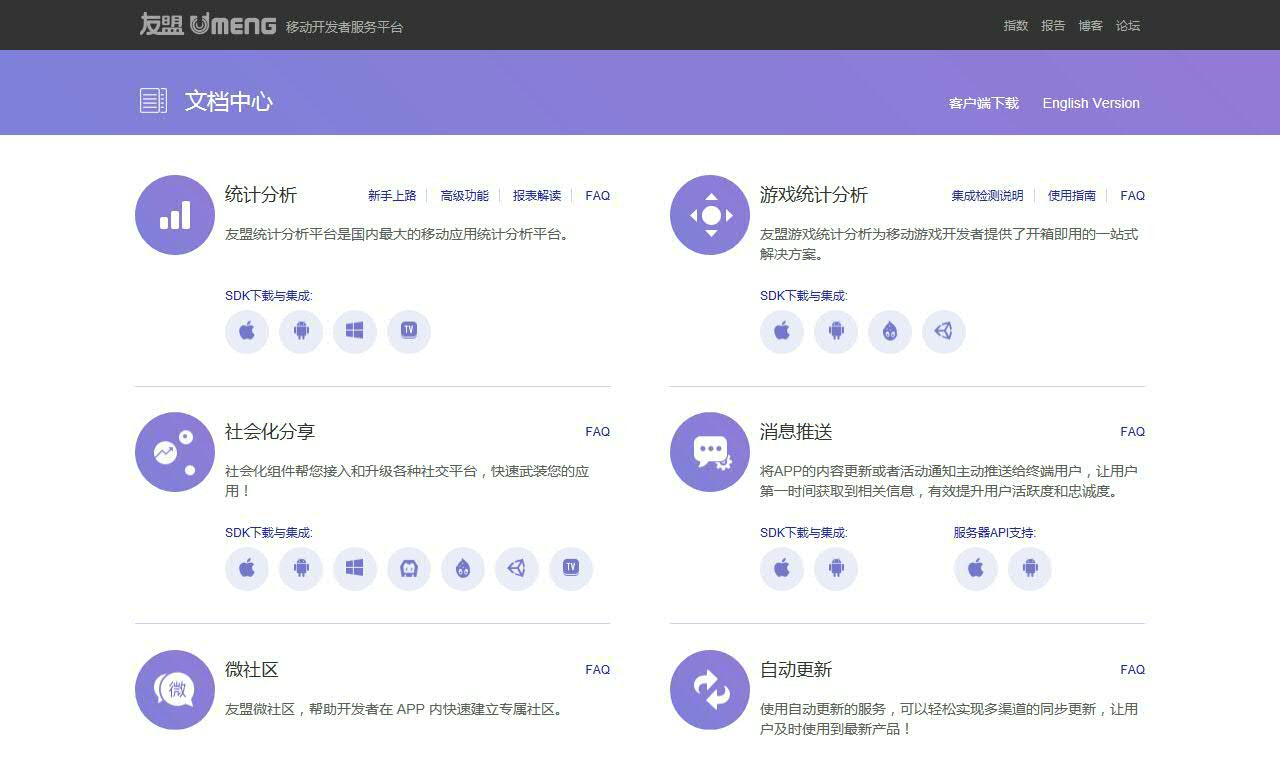 友盟 UMENG 移动开发者服务平台 指数 报告 博客 论坛
文档中心 客户端下载 English Version
统计分析 新手上路 高级功能 报表解读 FAQ
友盟统计分析平台是国内最大的移动应用统计分析平台。
SDK下载与集成:
TV
游戏统计分析 集成检测说明 使用指南 FAQ
友盟游戏统计分析为移动游戏开发者提供了开箱即用的一站式
解决方案。
SDK下载与集成:
社会化分享 FAQ
社会化组件帮您接入和升级各种社交平台，快速武装您的应
用！
SDK下载与集成:
TV
消息推送 FAQ
将APP的内容更新或者活动通知主动推送给终端用户，让用户
第一时间获取到相关信息，有效提升用户活跃度和忠诚度。
SDK下载与集成: 服务器API支持:
微
微社区 FAQ
友盟微社区，帮助开发者在 APP 内快速建立专属社区。
自动更新 FAQ
使用自动更新的服务，可以轻松实现多渠道的同步更新，让用
户及时使用到最新产品！